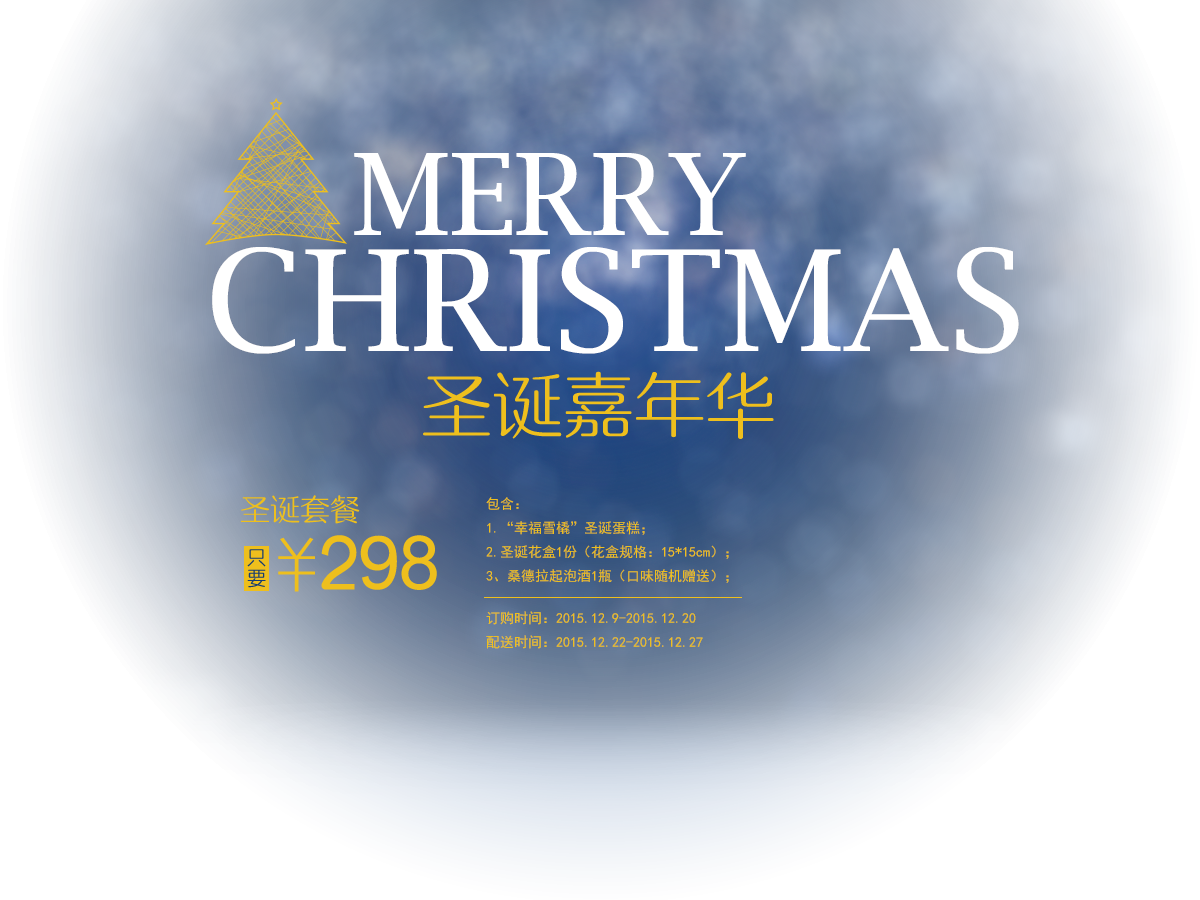 MERRY
CHRISTMAS
圣诞嘉年华
圣诞套餐
只要 ¥298
包含：
1. “幸福雪橇”圣诞蛋糕；
2.圣诞花盒1份（花盒规格：15*15cm）；
3、桑德拉起泡酒1瓶（口味随机赠送）；
订购时间：2015.12.9-2015.12.20
配送时间：2015.12.22-2015.12.27